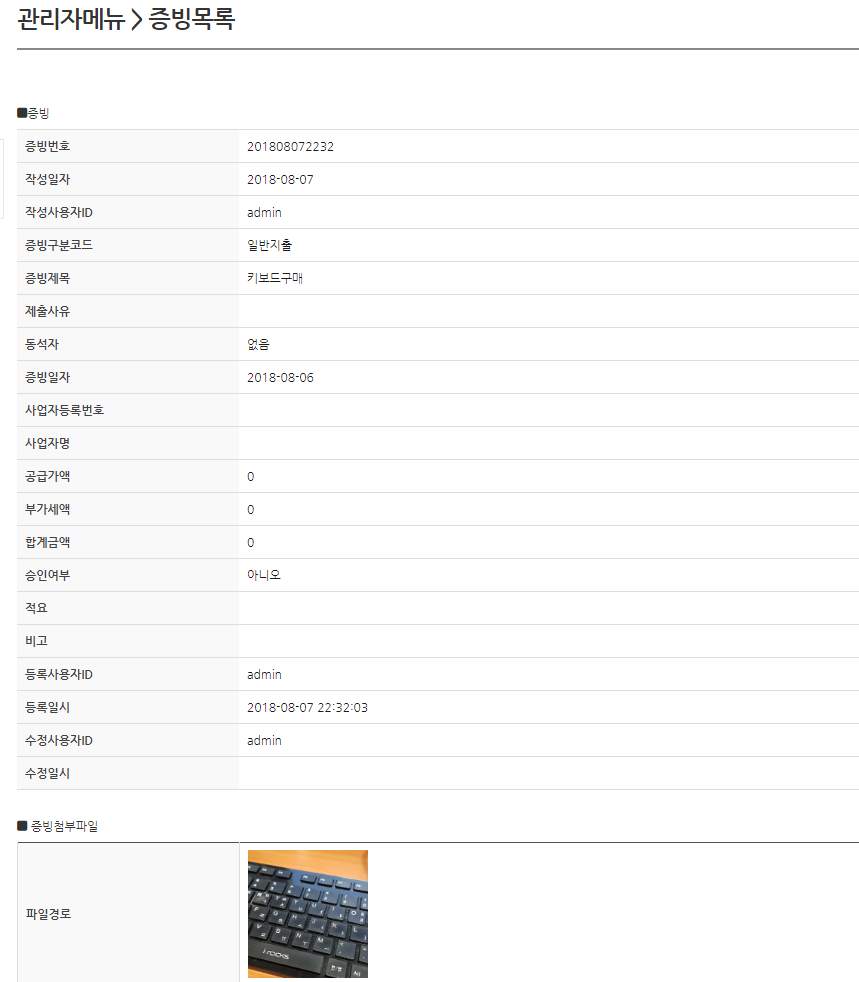 관리자메뉴 > 증빙목록
■증빙
증빙번호 201808072232
작성일자 2018-08-07
작성사용자ID admin
증빙구분코드 일반지출
증빙제목 키보드구매
제출사유
동석자 없음
증빙일자 2018-08-06
사업자등록번호
사업자명
공급가액 0
부가세액 0
합계금액 0
승인여부 아니오
적요
비고
등록사용자ID admin
등록일시 2018-08-07 22:32:03
수정사용자ID admin
수정일시
■ 증빙첨부파일
파일경로
i-rocks